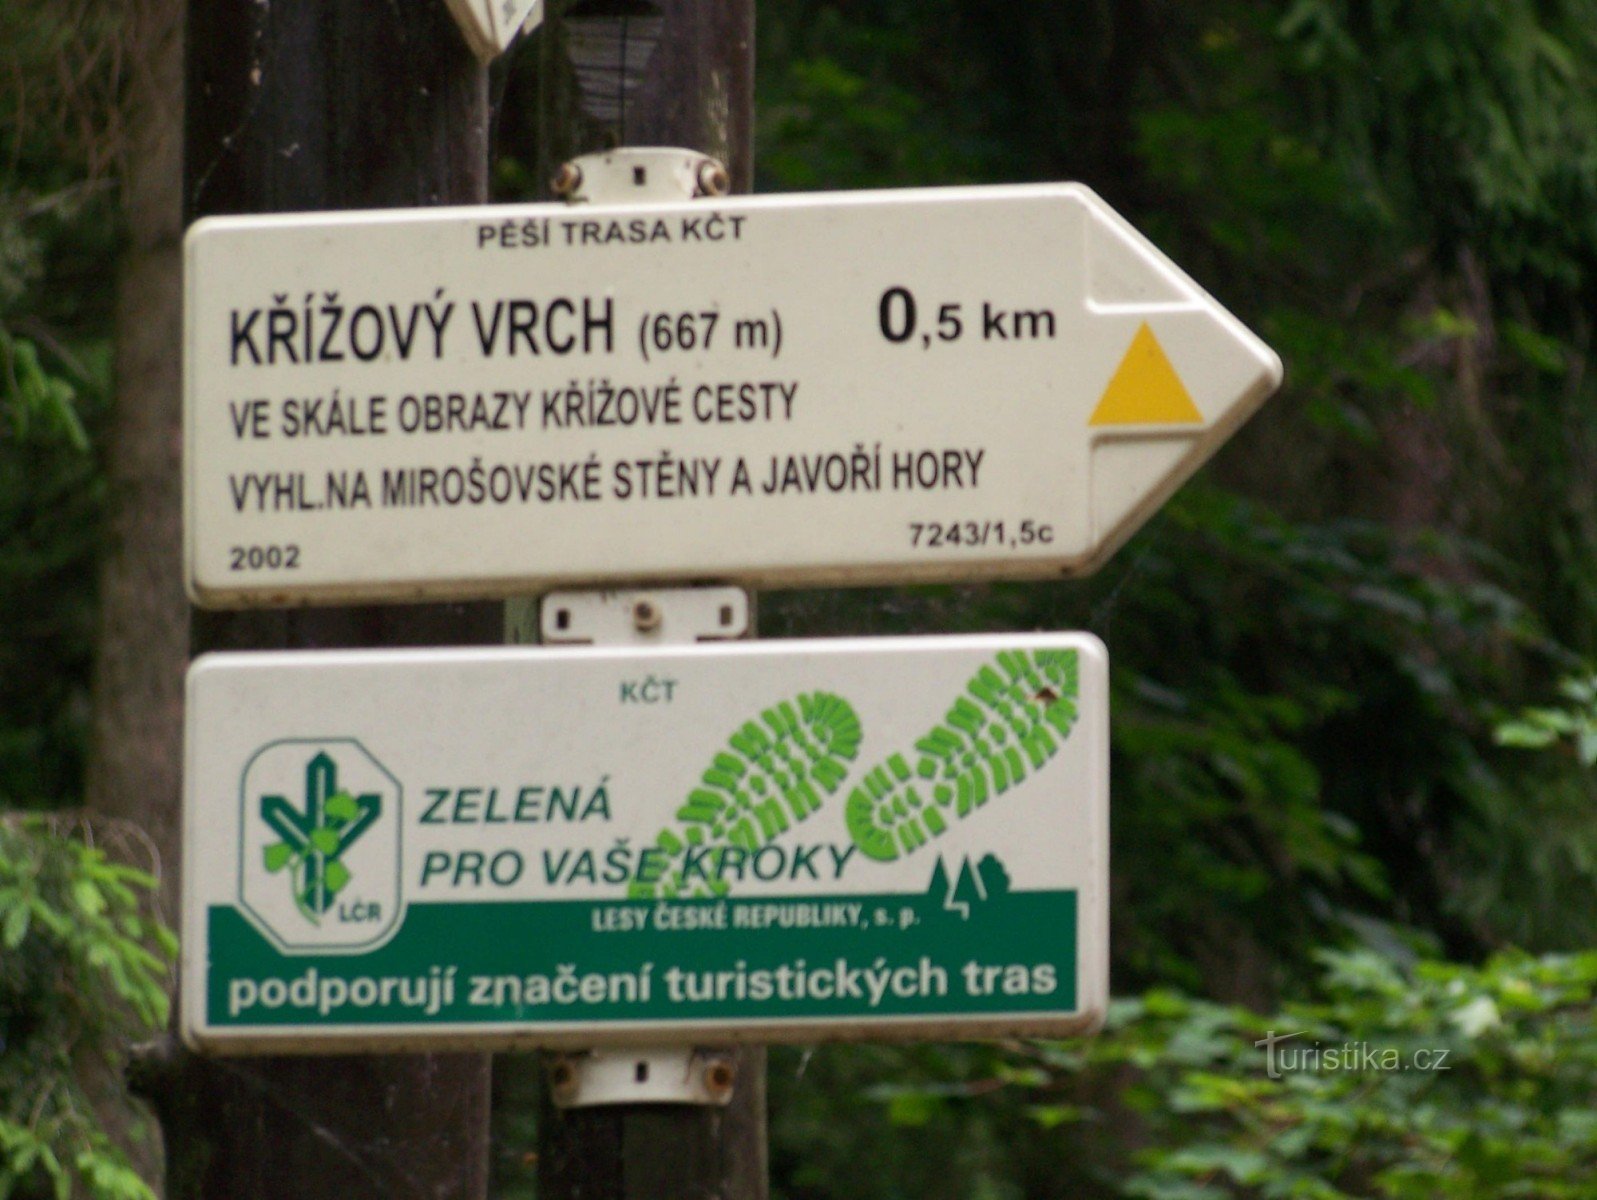 PĚŠÍ TRASA KČT
KŘÍŽOVÝ VRCH (667 m) 0,5 km
VE SKÁLE OBRAZY KŘÍŽOVÉ CESTY
VYHL.NA MIROŠOVSKÉ STĚNY A JAVOŘÍ HORY
2002 7243/1,5c
KČT
ZELENÁ
PRO VAŠE KROKY
LČR
LESY ČESKÉ REPUBLIKY, s. p.
podporují značení turistických tras
Turistika.cz